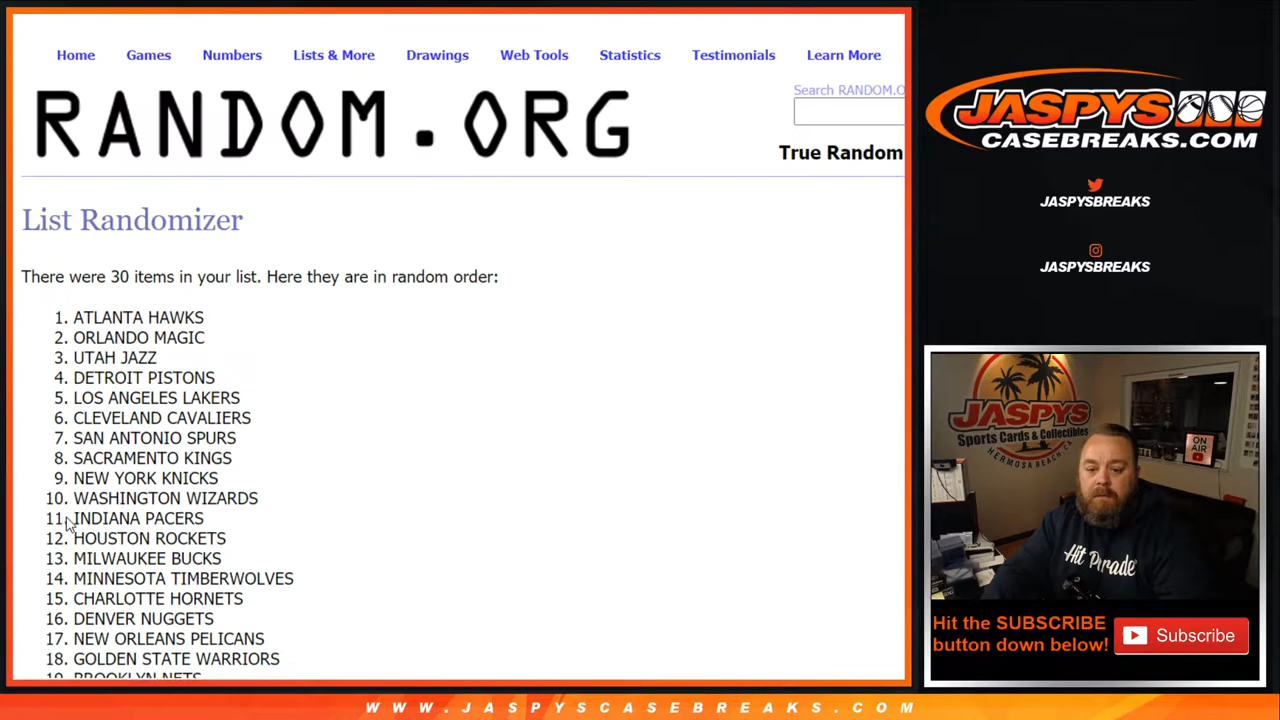 Home Games Numbers Lists & More Drawings Web Tools Statistics Testimonials Learn More
RANDOM.ORG
Search RANDOM.O
True Random
List Randomizer
There were 30 items in your list. Here they are in random order:
1. ATLANTA HAWKS
2. ORLANDO MAGIC
3. UTAH JAZZ
4. DETROIT PISTONS
5. LOS ANGELES LAKERS
6. CLEVELAND CAVALIERS
7. SAN ANTONIO SPURS
8. SACRAMENTO KINGS
9. NEW YORK KNICKS
10. WASHINGTON WIZARDS
11. INDIANA PACERS
12. HOUSTON ROCKETS
13. MILWAUKEE BUCKS
14. MINNESOTA TIMBERWOLVES
15. CHARLOTTE HORNETS
16. DENVER NUGGETS
17. NEW ORLEANS PELICANS
18. GOLDEN STATE WARRIORS
19. BROOKLYN NETS
JASPYS
CASEBREAKS.COM
JASPYSBREAKS
JASPYSBREAKS
JASPYS
Sports Cards & Collectibles
HERMOSA BEACH, CA
ON AIR
Hit Parade
Hit the SUBSCRIBE
button down below!
Subscribe
WWW.JASPYSCASEBREAKS.COM